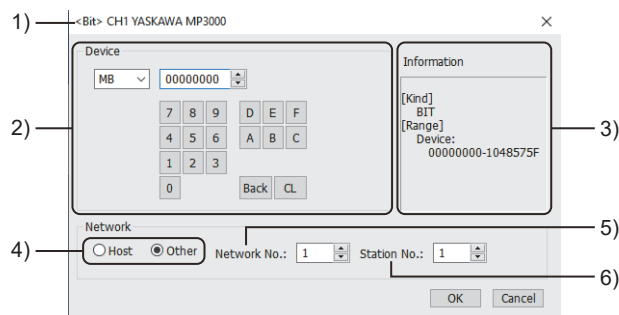 1)
<Bit> CH1 YASKAWA MP3000
2)
Device
MB
00000000
7 8 9 D E F
4 5 6 A B C
1 2 3
0 Back CL
Information
[Kind]
BIT
[Range]
Device:
00000000-1048575F
3)
Network
4)
Host Other
Network No.: 1
Station No.: 1
5)
6)
OK Cancel